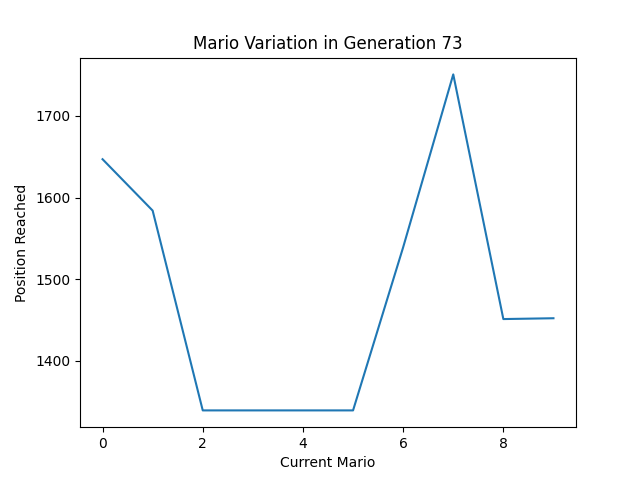 Mario Variation in Generation 73
1700
1600
1500
1400
Position Reached
0 2 4 6 8
Current Mario